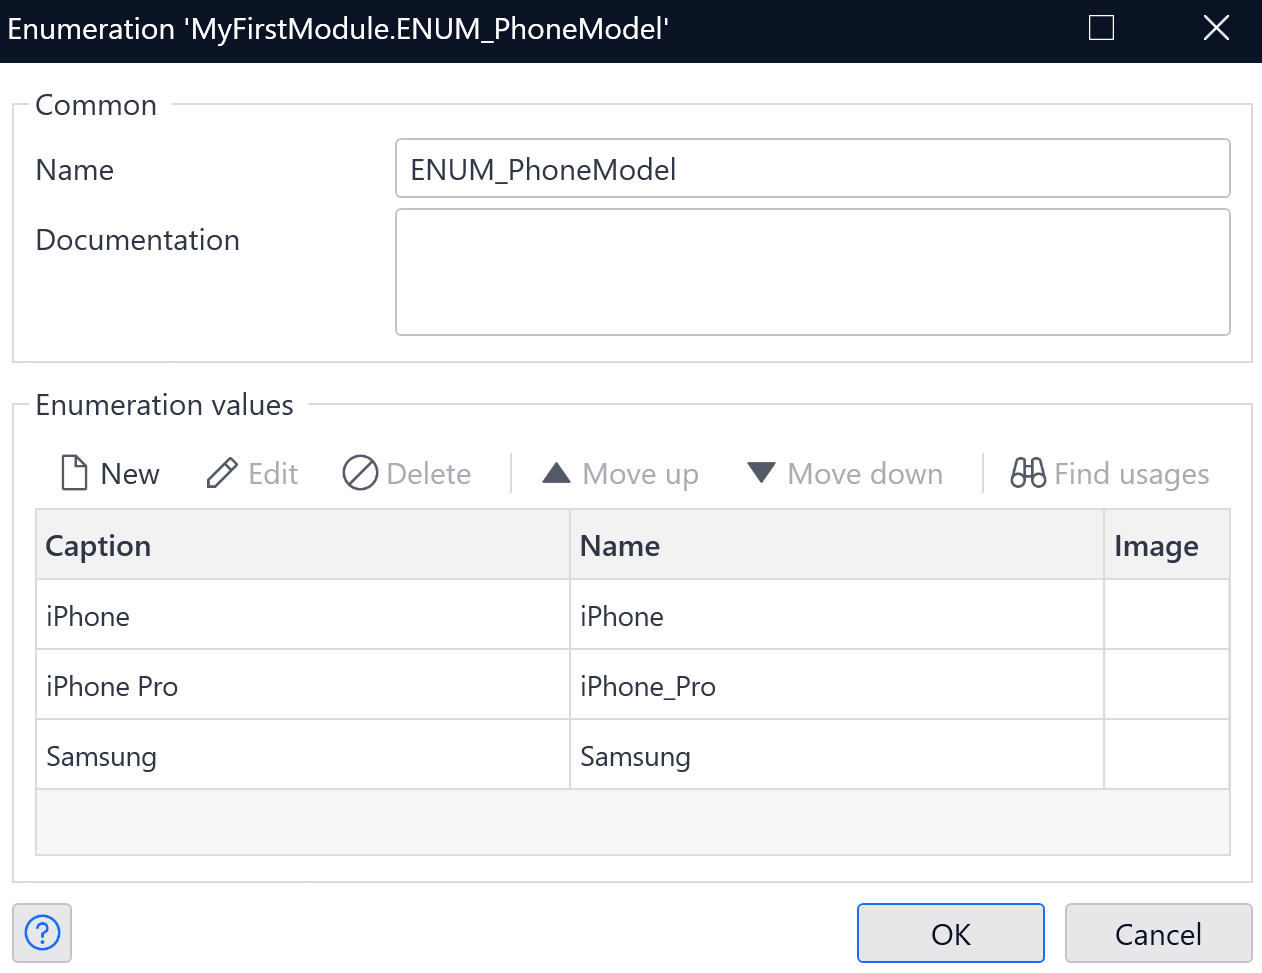 Enumeration 'MyFirstModule.ENUM_PhoneModel'
Common
Name ENUM_PhoneModel
Documentation
Enumeration values
New Edit Delete Move up Move down Find usages
Caption Name Image
iPhone iPhone
iPhone Pro iPhone_Pro
Samsung Samsung
? OK Cancel